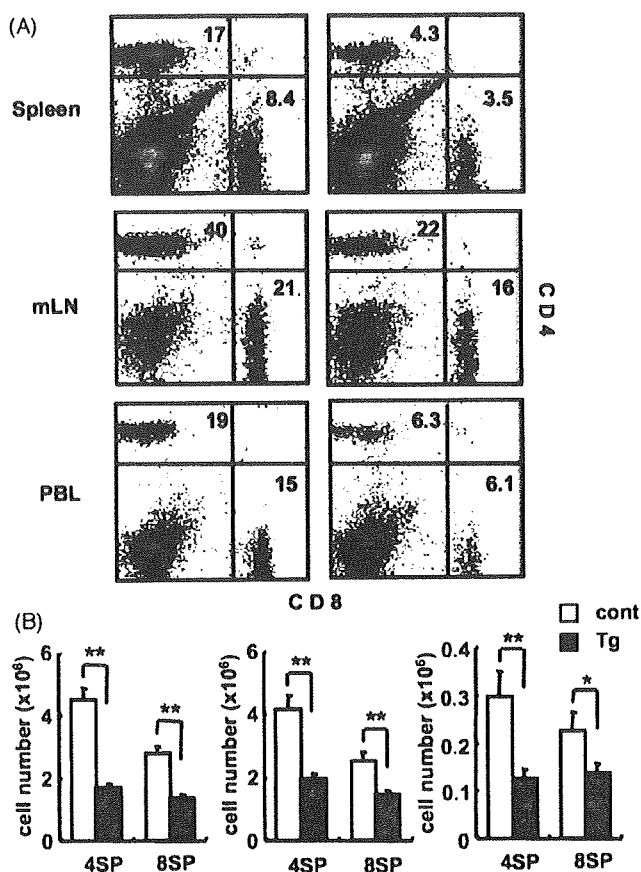 (A)
17
4.3
Spleen
8.4
3.5
40
22
mLN
21
16
CD4
19
6.3
PBL
15
6.1
CD8
(B)
cont
Tg
cell number (x10⁶)
6
4
2
0
**
**
4SP
8SP
cell number (x10⁶)
6
4
2
0
**
**
4SP
8SP
cell number (x10⁶)
0.4
0.3
0.2
0.1
0
**
*
4SP
8SP